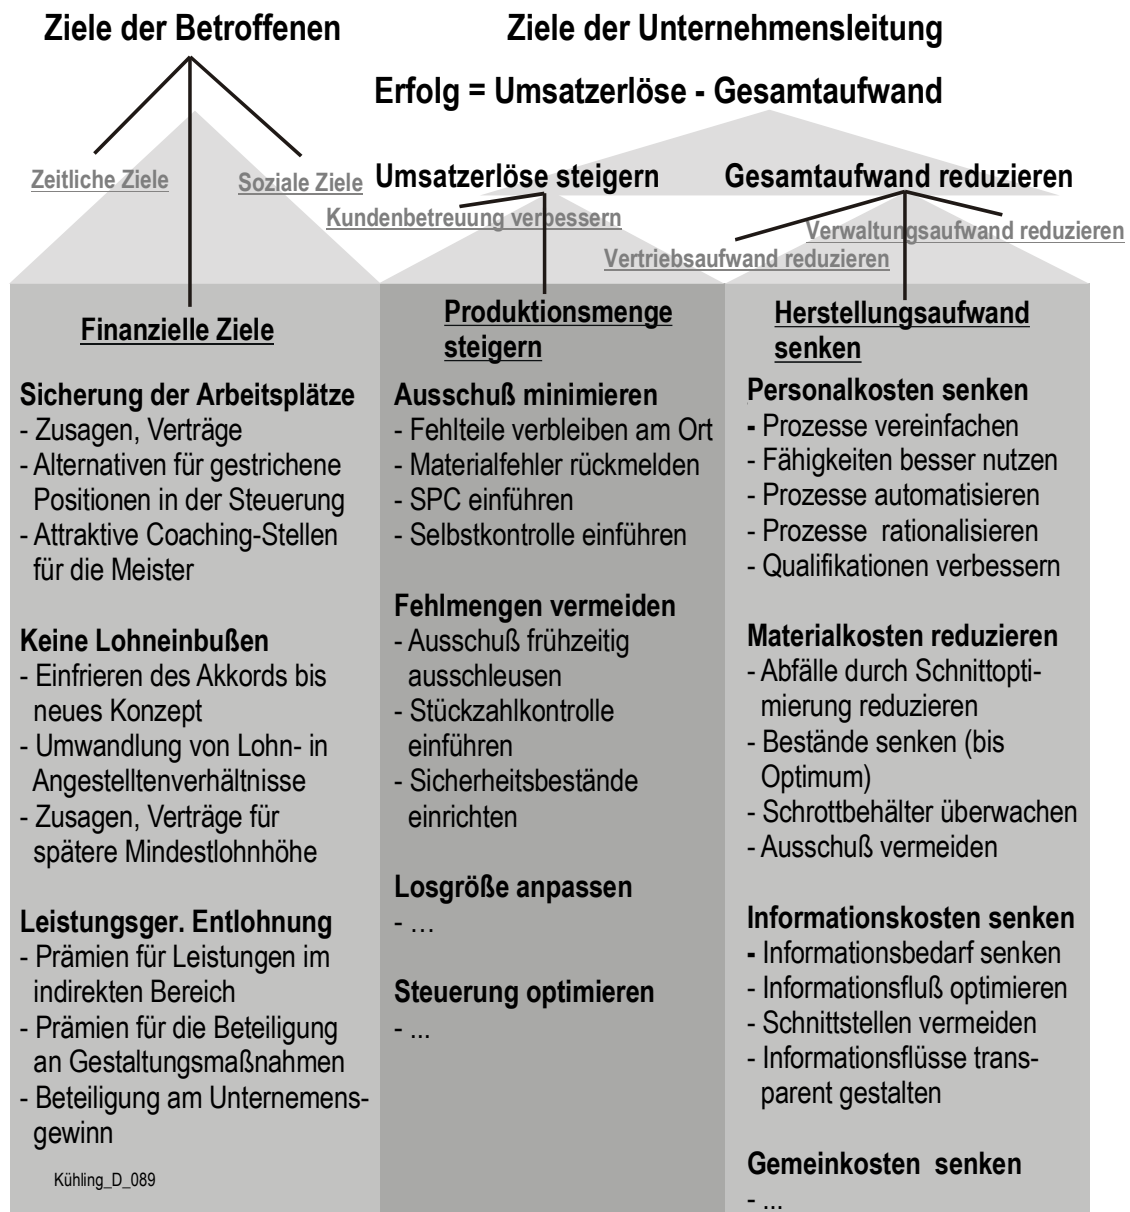 Ziele der Betroffenen
Ziele der Unternehmensleitung
Erfolg = Umsatzerlöse - Gesamtaufwand
Zeitliche Ziele
Soziale Ziele
Umsatzerlöse steigern
Gesamtaufwand reduzieren
Kundenbetreuung verbessern
Verwaltungsaufwand reduzieren
Vertriebsaufwand reduzieren
Finanzielle Ziele
Sicherung der Arbeitsplätze
- Zusagen, Verträge
- Alternativen für gestrichene
Positionen in der Steuerung
- Attraktive Coaching-Stellen
für die Meister
Keine Lohneinbußen
- Einfrieren des Akkords bis
neues Konzept
- Umwandlung von Lohn- in
Angestelltenverhältnisse
- Zusagen, Verträge für
spätere Mindestlohnhöhe
Leistungsger. Entlohnung
- Prämien für Leistungen im
indirekten Bereich
- Prämien für die Beteiligung
an Gestaltungsmaßnahmen
- Beteiligung am Unternemens-
gewinn
Kühling_D_089
Produktionsmenge
steigern
Ausschuß minimieren
- Fehlteile verbleiben am Ort
- Materialfehler rückmelden
- SPC einführen
- Selbstkontrolle einführen
Fehlmengen vermeiden
- Ausschuß frühzeitig
ausschleusen
- Stückzahlkontrolle
einführen
- Sicherheitsbestände
einrichten
Losgröße anpassen
- ...
Steuerung optimieren
- ...
Herstellungsaufwand
senken
Personalkosten senken
- Prozesse vereinfachen
- Fähigkeiten besser nutzen
- Prozesse automatisieren
- Prozesse rationalisieren
- Qualifikationen verbessern
Materialkosten reduzieren
- Abfälle durch Schnittopti-
mierung reduzieren
- Bestände senken (bis
Optimum)
- Schrottbehälter überwachen
- Ausschuß vermeiden
Informationskosten senken
- Informationsbedarf senken
- Informationsfluß optimieren
- Schnittstellen vermeiden
- Informationsflüsse trans-
parent gestalten
Gemeinkosten senken
- ...